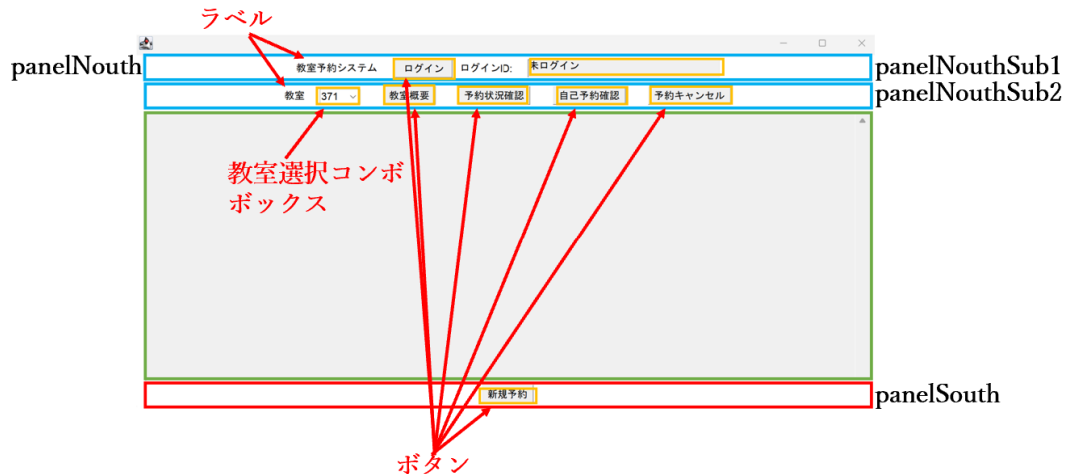 ラベル
panelNouth
教室予約システム ログイン ログインID: 未ログイン
panelNouthSub1
教室 371 教室概要 予約状況確認 自己予約確認 予約キャンセル
panelNouthSub2
教室選択コンボ
ボックス
新規予約
panelSouth
ボタン